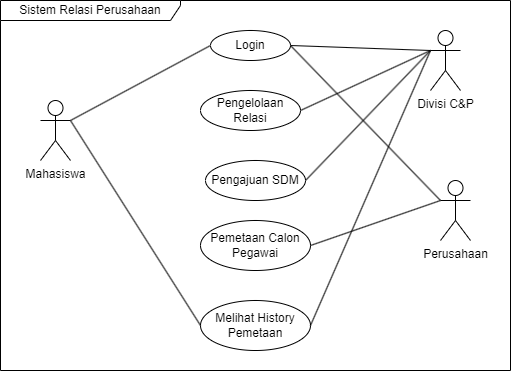 Sistem Relasi Perusahaan
Login
Divisi C&P
Pengelolaan
Relasi
Mahasiswa
Pengajuan SDM
Pemetaan Calon
Pegawai
Perusahaan
Melihat History
Pemetaan